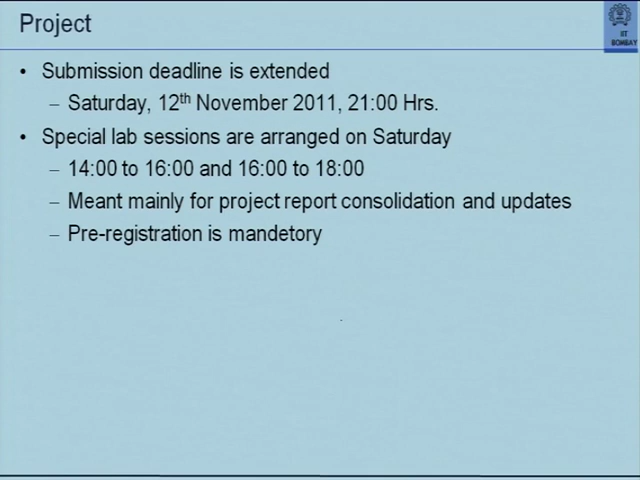 Project
IIT
BOMBAY
• Submission deadline is extended
– Saturday, 12th November 2011, 21:00 Hrs.
• Special lab sessions are arranged on Saturday
– 14:00 to 16:00 and 16:00 to 18:00
– Meant mainly for project report consolidation and updates
– Pre-registration is mandetory